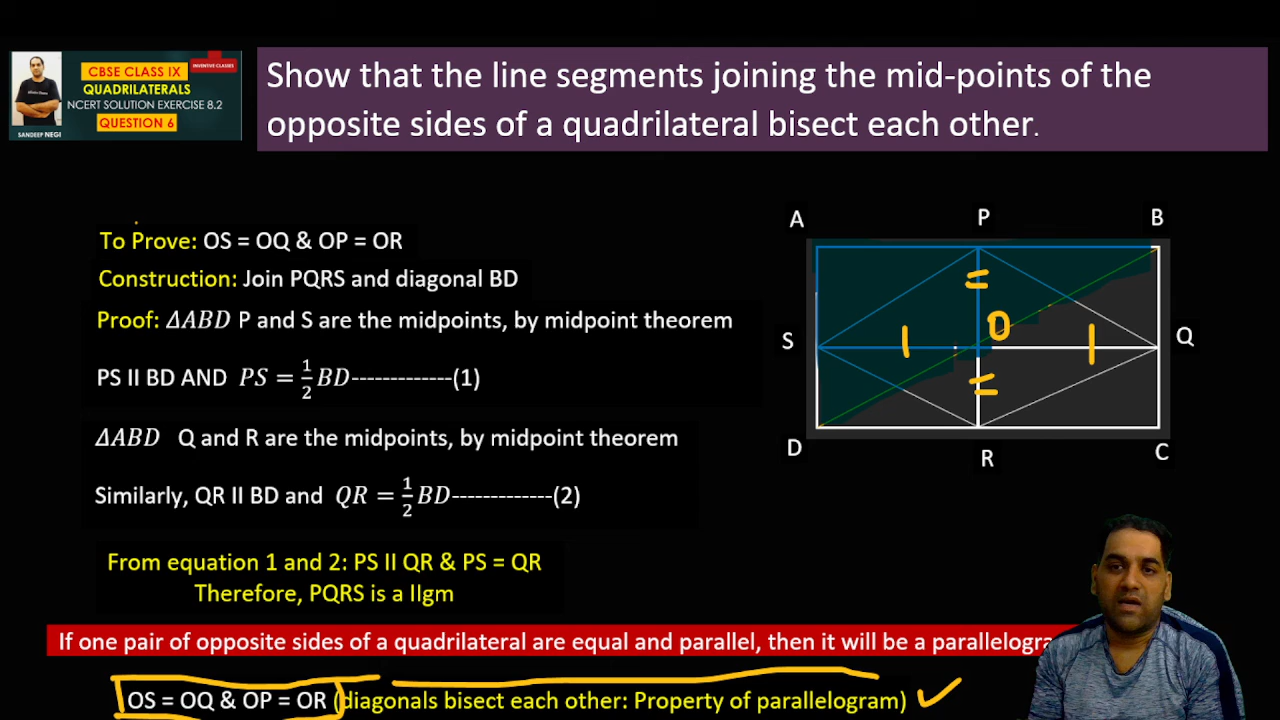 CBSE CLASS IX
INVENTIVE CLASSES
QUADRILATERALS
NCERT SOLUTION EXERCISE 8.2
QUESTION 6
SANDEEP NEGI
Show that the line segments joining the mid-points of the
opposite sides of a quadrilateral bisect each other.
To Prove: OS = OQ & OP = OR
Construction: Join PQRS and diagonal BD
Proof: ΔABD P and S are the midpoints, by midpoint theorem
PS II BD AND PS = 1/2 BD-------------(1)
ΔABD Q and R are the midpoints, by midpoint theorem
Similarly, QR II BD and QR = 1/2 BD-------------(2)
From equation 1 and 2: PS II QR & PS = QR
Therefore, PQRS is a IIgm
If one pair of opposite sides of a quadrilateral are equal and parallel, then it will be a parallelogra
OS = OQ & OP = OR (diagonals bisect each other: Property of parallelogram)
A P B
S O Q
D R C